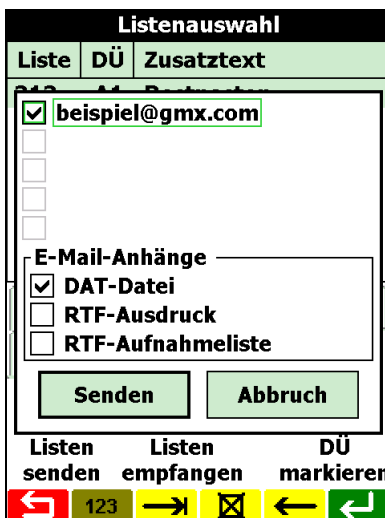 Listenauswahl
Liste DÜ Zusatztext
beispiel@gmx.com
E-Mail-Anhänge
DAT-Datei
RTF-Ausdruck
RTF-Aufnahmeliste
Senden Abbruch
Listen senden
Listen empfangen
DÜ markieren
123